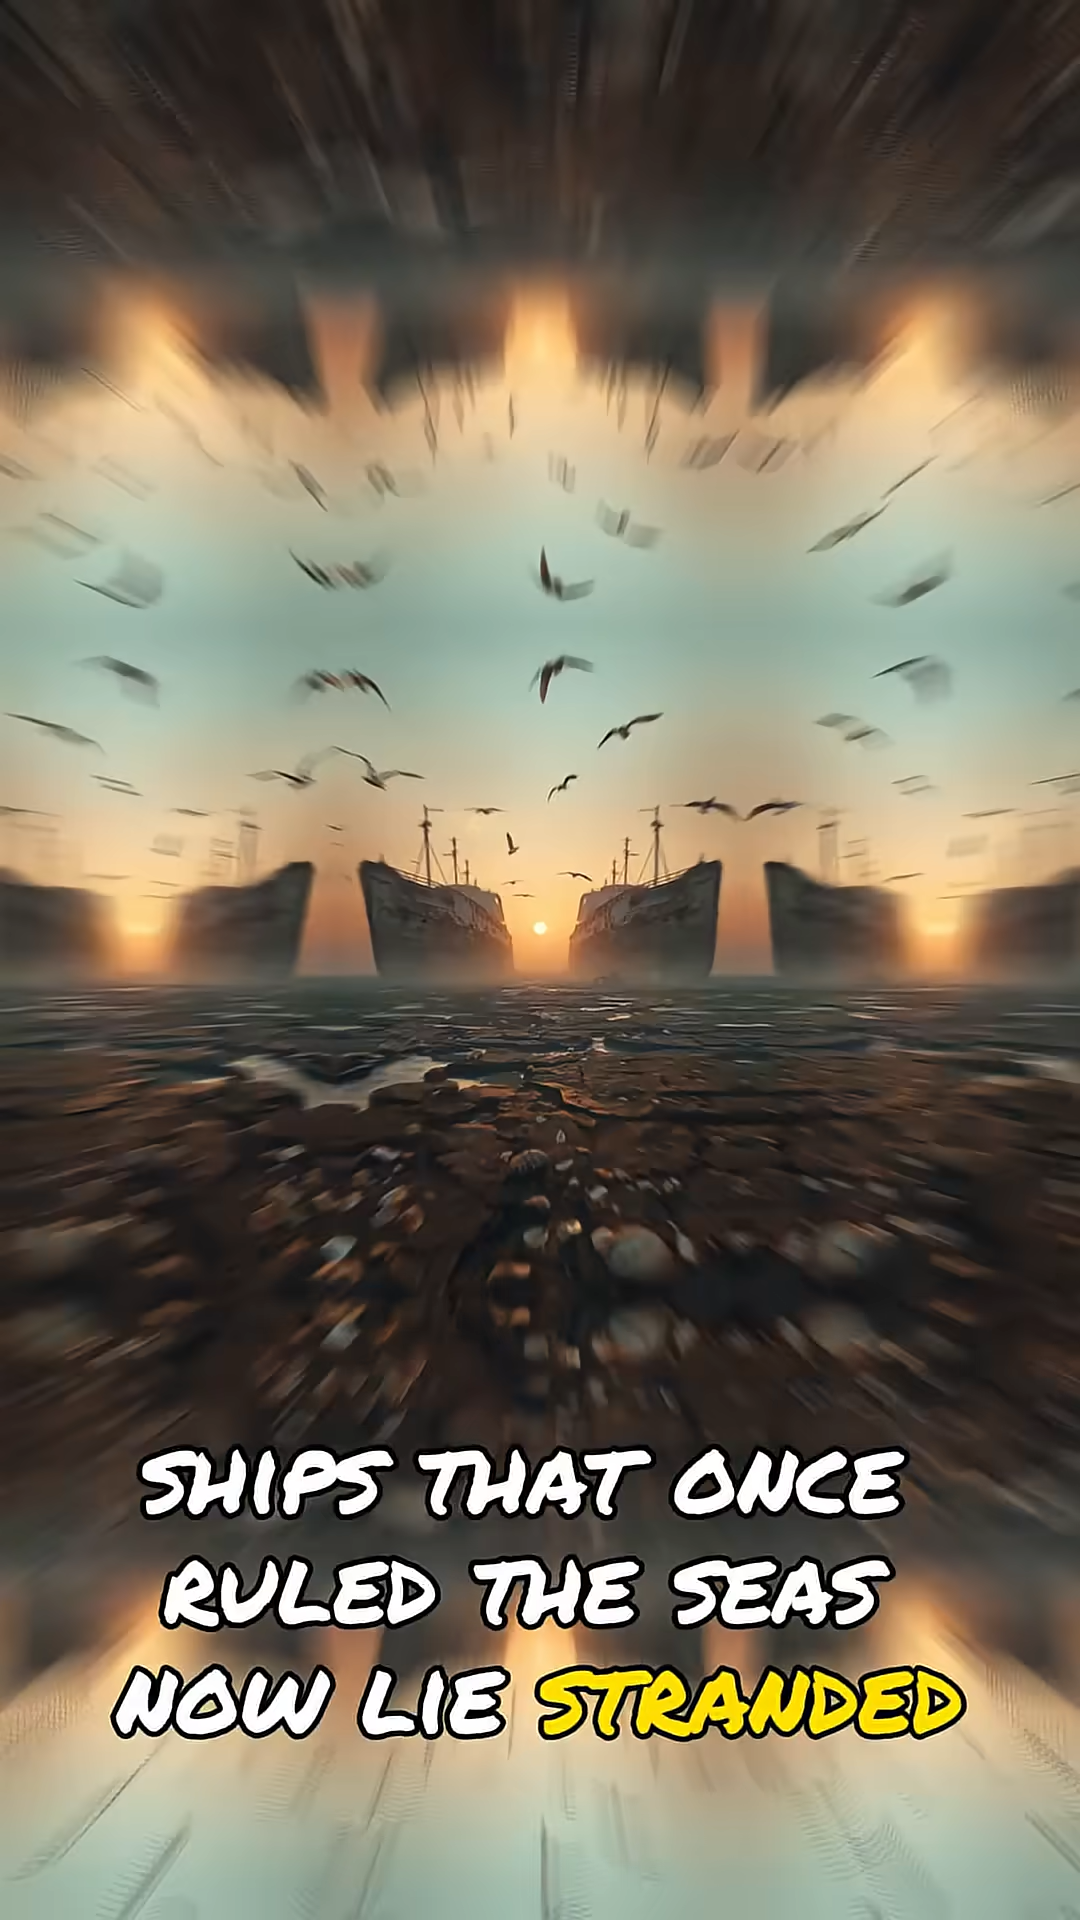 SHIPS THAT ONCE
RULED THE SEAS
NOW LIE STRANDED